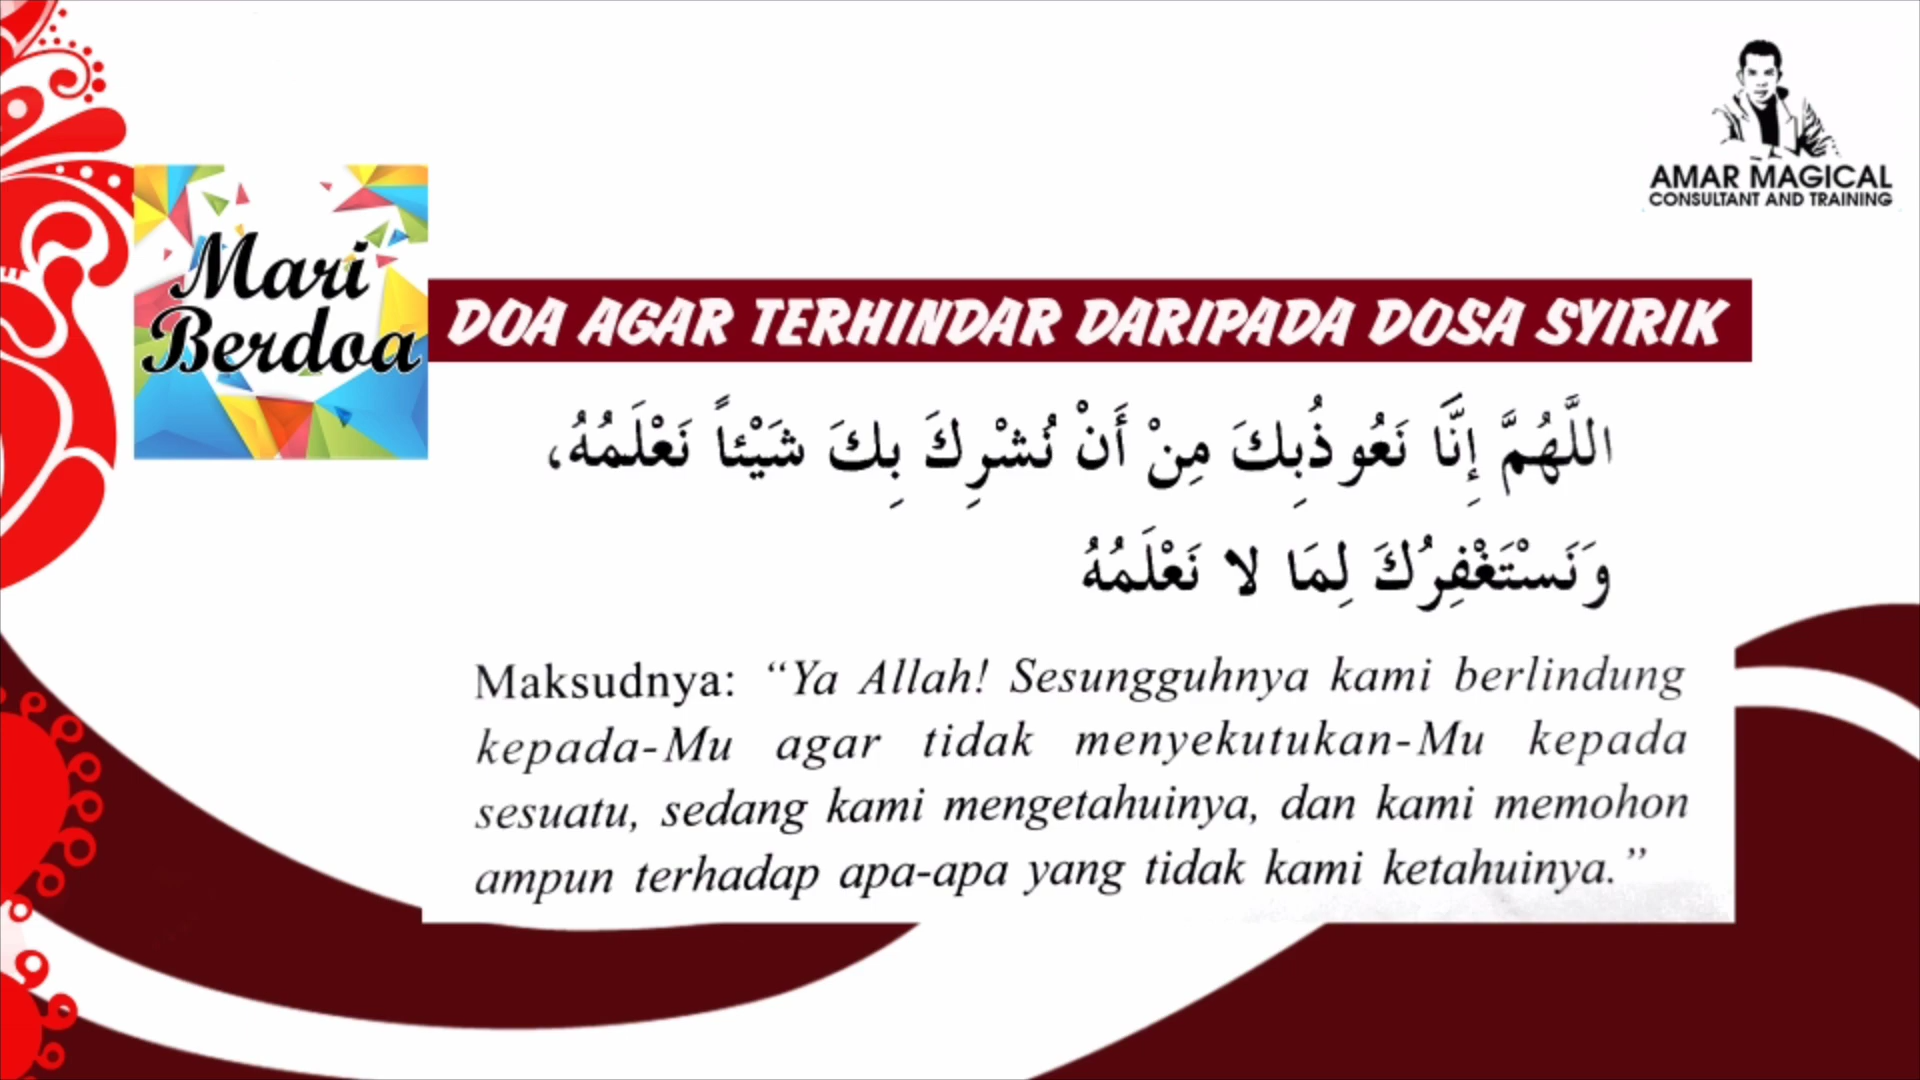 AMAR MAGICAL
CONSULTANT AND TRAINING
Mari
Berdoa
DOA AGAR TERHINDAR DARIPADA DOSA SYIRIK
اللَّهُمَّ إِنَّا نَعُوذُبِكَ مِنْ أَنْ نُشْرِكَ بِكَ شَيْئاً نَعْلَمُهُ،
وَنَسْتَغْفِرُكَ لِمَا لا نَعْلَمُهُ
Maksudnya: “Ya Allah! Sesungguhnya kami berlindung
kepada-Mu agar tidak menyekutukan-Mu kepada
sesuatu, sedang kami mengetahuinya, dan kami memohon
ampun terhadap apa-apa yang tidak kami ketahuinya.”